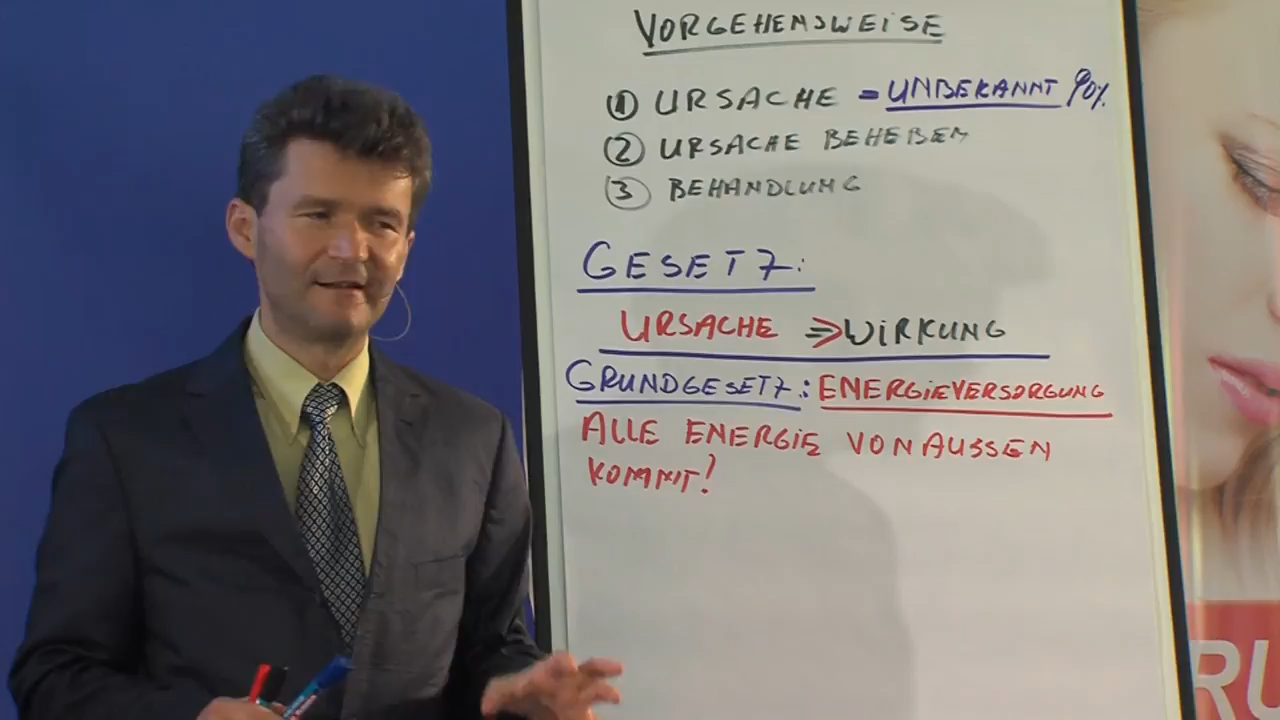 VORGEHENSWEISE
① URSACHE = UNBEKANNT 90%
② URSACHE BEHEBEN
③ BEHANDLUNG
GESETZ:
URSACHE ⇒ WiRKUNG
GRUNDGESETZ: ENERGiEVERSORGUNG
ALLE ENERGiE VON AUSSEN
KOMMT!
RU